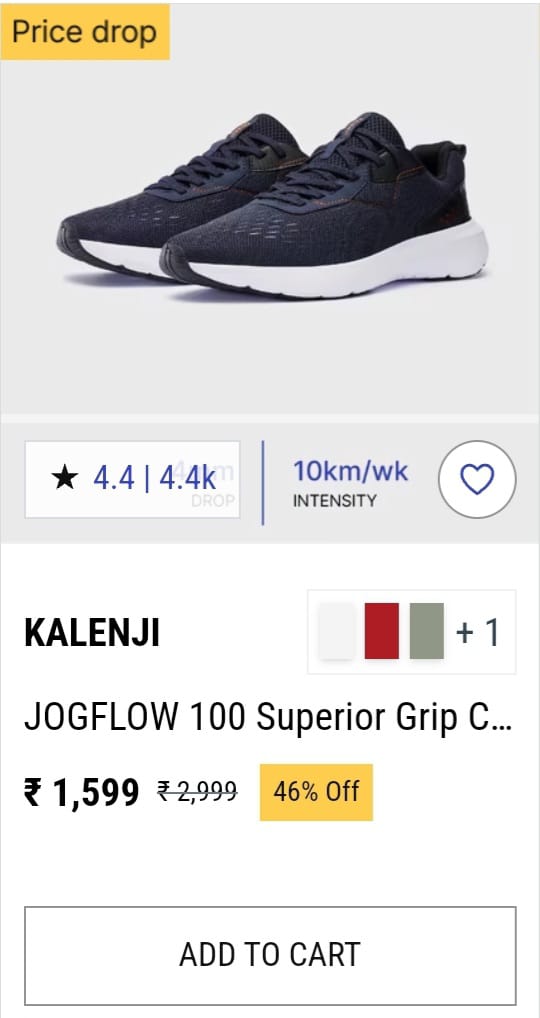 Price drop
★ 4.4 | 4.4k
DROP
10km/wk
INTENSITY
KALENJI
+ 1
JOGFLOW 100 Superior Grip C...
₹ 1,599 ₹ 2,999 46% Off
ADD TO CART